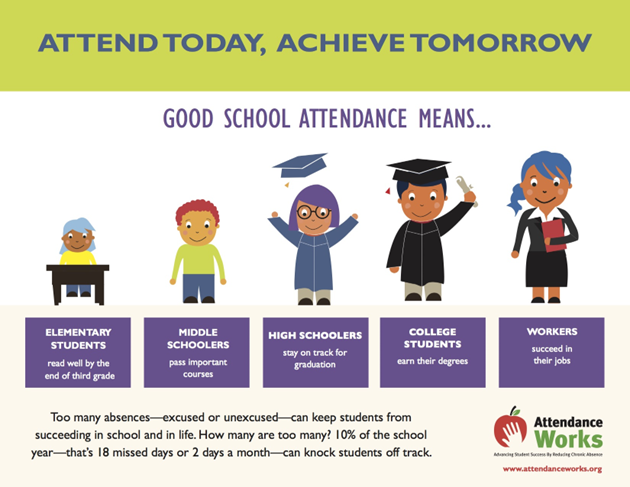 ATTEND TODAY, ACHIEVE TOMORROW
GOOD SCHOOL ATTENDANCE MEANS...
ELEMENTARY
STUDENTS
read well by the
end of third grade
MIDDLE
SCHOOLERS
pass important
courses
HIGH SCHOOLERS
stay on track for
graduation
COLLEGE
STUDENTS
earn their degrees
WORKERS
succeed in
their jobs
Too many absences—excused or unexcused—can keep students from
succeeding in school and in life. How many are too many? 10% of the school
year—that's 18 missed days or 2 days a month—can knock students off track.
Attendance
Works
Advancing Student Success By Reducing Chronic Absence
www.attendanceworks.org